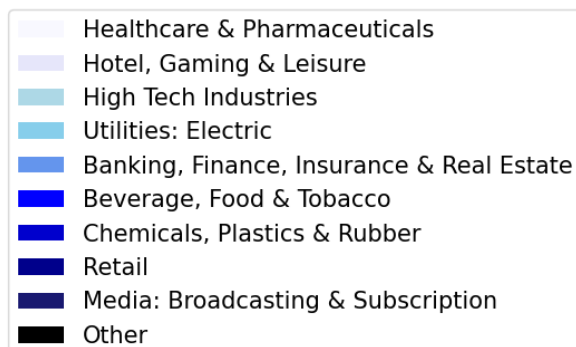 Healthcare & Pharmaceuticals
Hotel, Gaming & Leisure
High Tech Industries
Utilities: Electric
Banking, Finance, Insurance & Real Estate
Beverage, Food & Tobacco
Chemicals, Plastics & Rubber
Retail
Media: Broadcasting & Subscription
Other